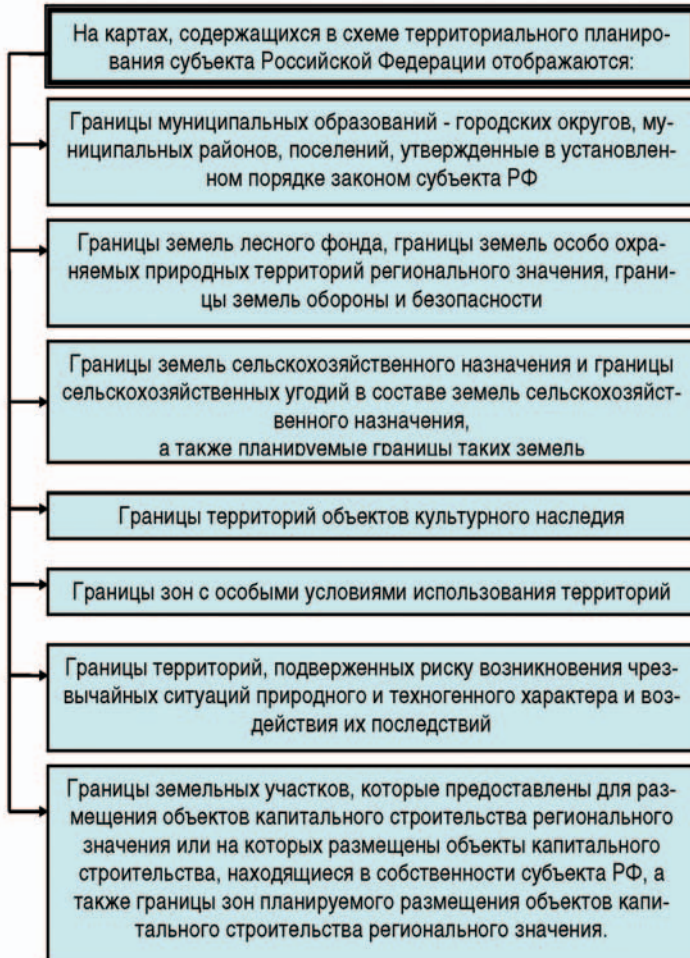 На картах, содержащихся в схеме территориального планиро-
вания субъекта Российской Федерации отображаются:
Границы муниципальных образований - городских округов, му-
ниципальных районов, поселений, утвержденные в установлен-
ном порядке законом субъекта РФ
Границы земель лесного фонда, границы земель особо охра-
няемых природных территорий регионального значения, грани-
цы земель обороны и безопасности
Границы земель сельскохозяйственного назначения и границы
сельскохозяйственных угодий в составе земель сельскохозяйст-
венного назначения,
а также планируемые границы таких земель
Границы территорий объектов культурного наследия
Границы зон с особыми условиями использования территорий
Границы территорий, подверженных риску возникновения чрез-
вычайных ситуаций природного и техногенного характера и воз-
действия их последствий
Границы земельных участков, которые предоставлены для раз-
мещения объектов капитального строительства регионального
значения или на которых размещены объекты капитального
строительства, находящиеся в собственности субъекта РФ, а
также границы зон планируемого размещения объектов капи-
тального строительства регионального значения.